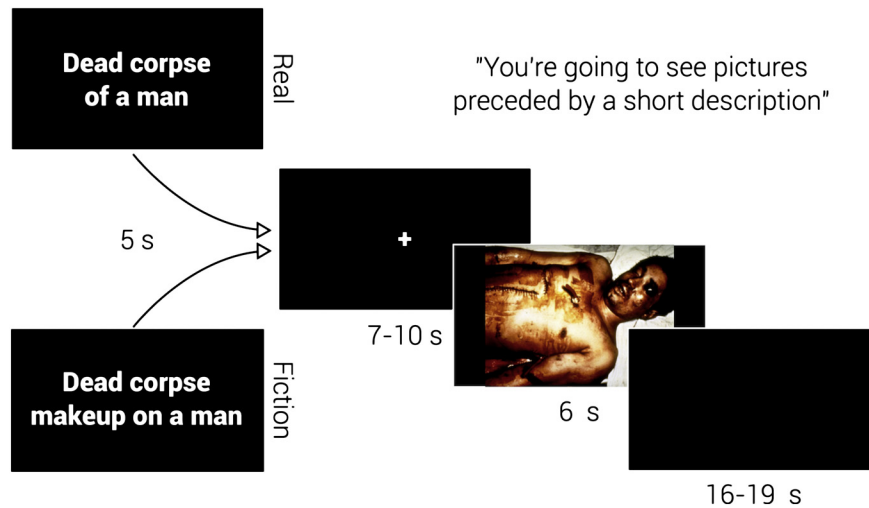 Dead corpse
of a man
Real
"You're going to see pictures
preceded by a short description"
5 s
7-10 s
Dead corpse
makeup on a man
Fiction
6 s
16-19 s